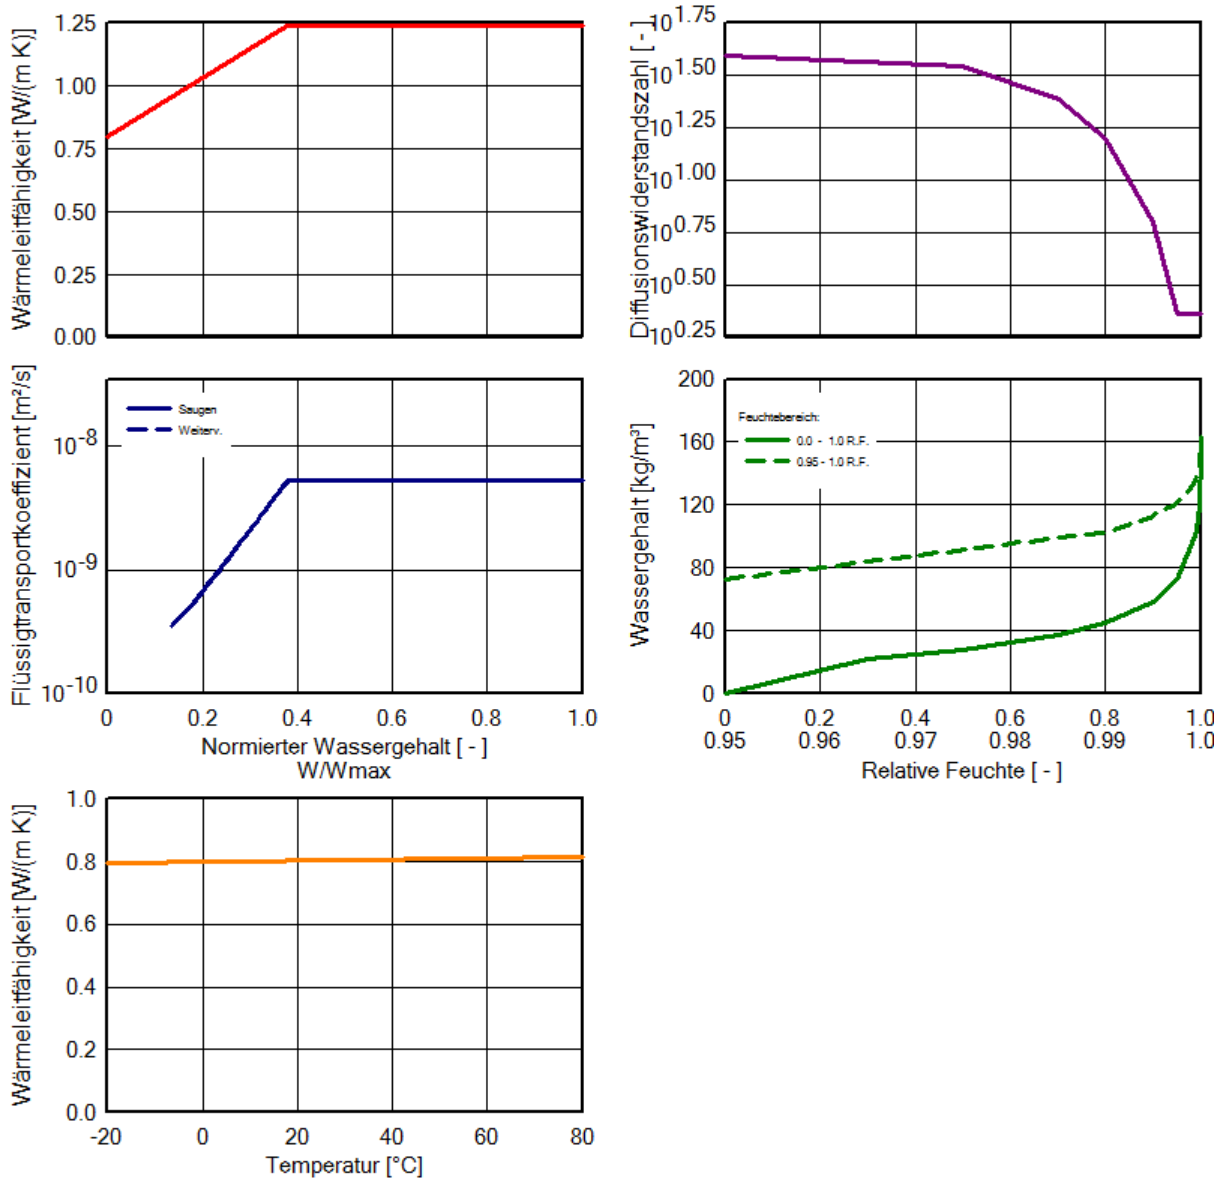 Wärmeleitfähigkeit [W/(m K)]
1.25
1.00
0.75
0.50
0.25
0.00
Diffusionswiderstandszahl [ - ]
10^1.75
10^1.50
10^1.25
10^1.00
10^0.75
10^0.50
10^0.25
Flüssigtransportkoeffizient [m²/s]
10^-8
10^-9
10^-10
Saugen
Weiterv.
0 0.2 0.4 0.6 0.8 1.0
Normierter Wassergehalt [ - ]
W/Wmax
Wassergehalt [kg/m³]
200
160
120
80
40
0
Feuchtebereich:
0.0 - 1.0 R.F.
0.95 - 1.0 R.F.
0 0.2 0.4 0.6 0.8 1.0
0.95 0.96 0.97 0.98 0.99 1.0
Relative Feuchte [ - ]
Wärmeleitfähigkeit [W/(m K)]
1.0
0.8
0.6
0.4
0.2
0.0
-20 0 20 40 60 80
Temperatur [°C]